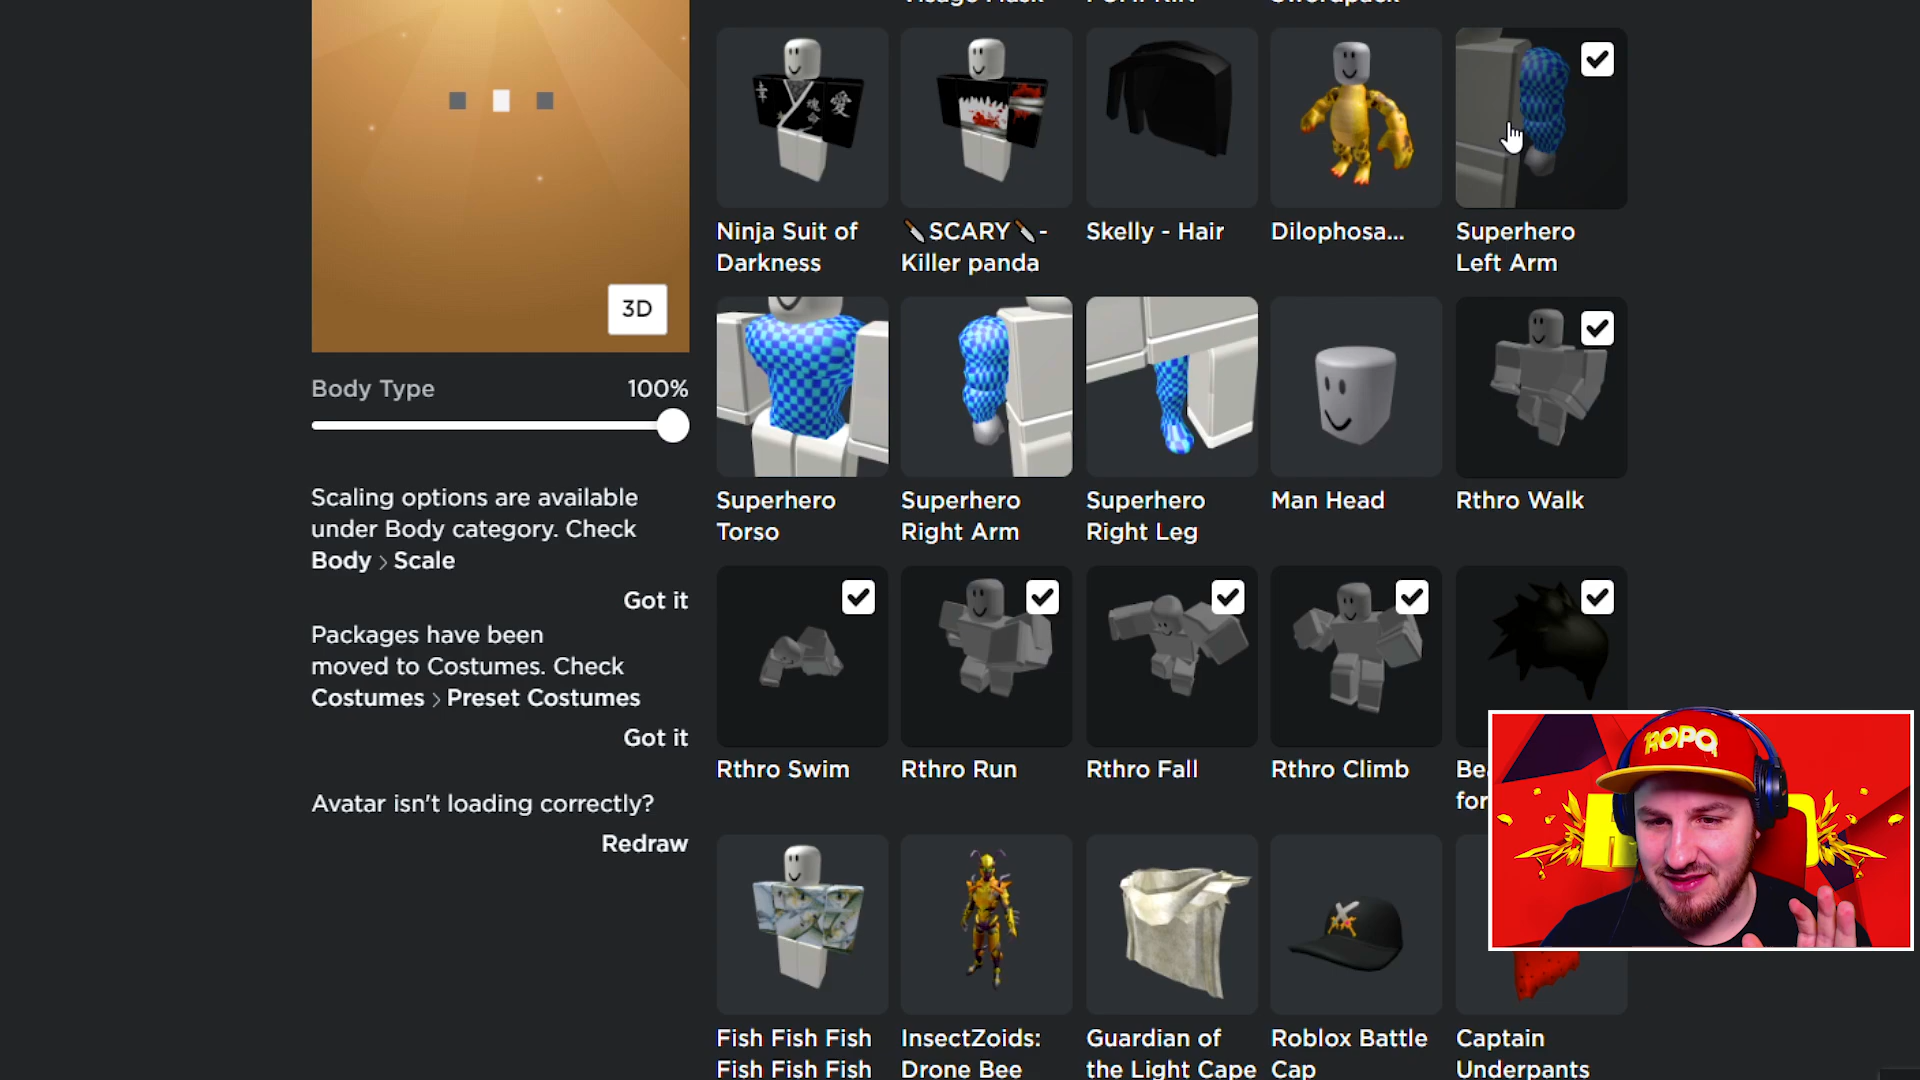 3D
Body Type 100%
Scaling options are available
under Body category. Check
Body > Scale
Got it
Packages have been
moved to Costumes. Check
Costumes > Preset Costumes
Got it
Avatar isn't loading correctly?
Redraw
Ninja Suit of
Darkness
🔪SCARY🔪-
Killer panda
Skelly - Hair
Dilophosa...
Superhero
Left Arm
Superhero
Torso
Superhero
Right Arm
Superhero
Right Leg
Man Head
Rthro Walk
Rthro Swim
Rthro Run
Rthro Fall
Rthro Climb
for
Fish Fish Fish
Fish Fish Fish
InsectZoids:
Drone Bee
Guardian of
the Light Cape
Roblox Battle
Cap
Captain
Underpants